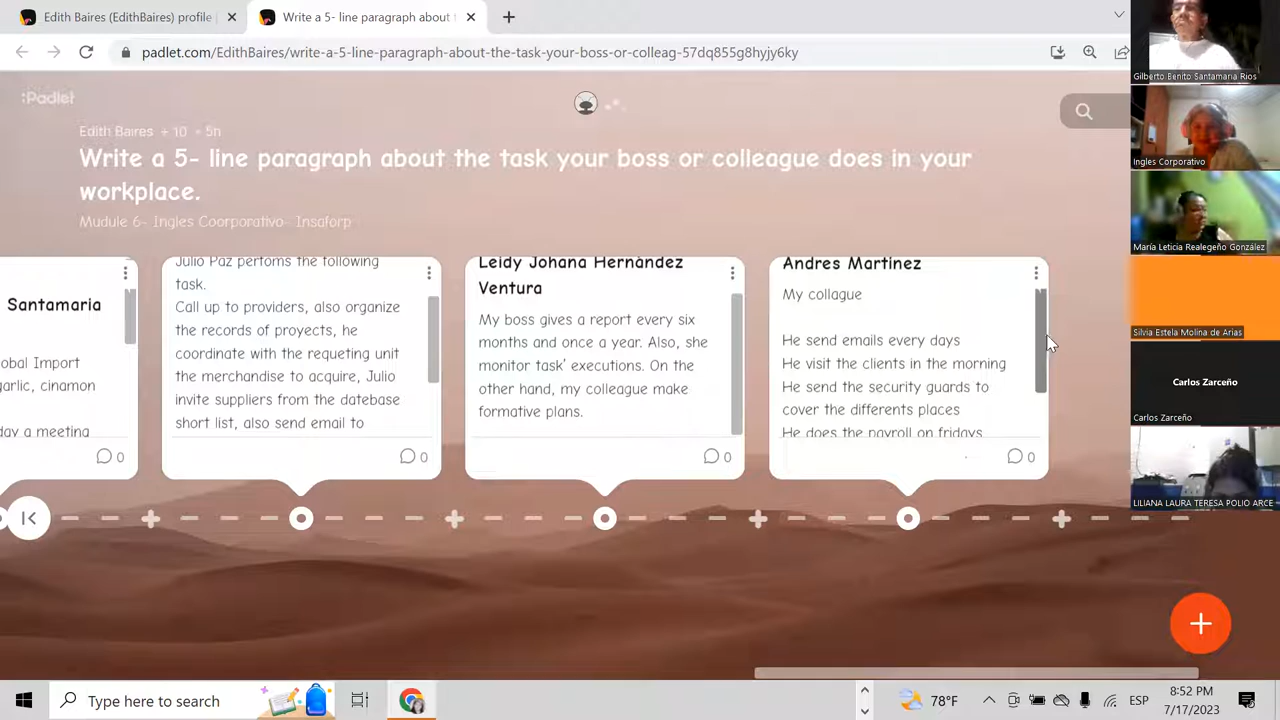 Edith Baires (EdithBaires) profile
Write a 5- line paragraph about t
padlet.com/EdithBaires/write-a-5-line-paragraph-about-the-task-your-boss-or-colleag-57dq855g8hyjy6ky
:Padlet
Edith Baires + 10 • 5h
Write a 5- line paragraph about the task your boss or colleague does in your
workplace.
Mudule 6- Ingles Coorporativo- Insaforp
Santamaría
obal Import
garlic, cinamon
day a meeting
0
Julio Paz perfoms the following
task.
Call up to providers, also organize
the records of proyects, he
coordinate with the requeting unit
the merchandise to acquire, Julio
invite suppliers from the datebase
short list, also send email to
0
Leidy Johana Hernández
Ventura
My boss gives a report every six
months and once a year. Also, she
monitor task' executions. On the
other hand, my colleague make
formative plans.
0
Andres Martinez
My collague
He send emails every days
He visit the clients in the morning
He send the security guards to
cover the differents places
He does the payroll on fridays
0
Gilberto Benito Santamaria Rios
Ingles Corporativo
María Leticia Realegeño González
Silvia Estela Molina de Arias
Carlos Zarceño
Carlos Zarceño
LILIANA LAURA TERESA POLIO ARCE
Type here to search
78°F
ESP
8:52 PM
7/17/2023